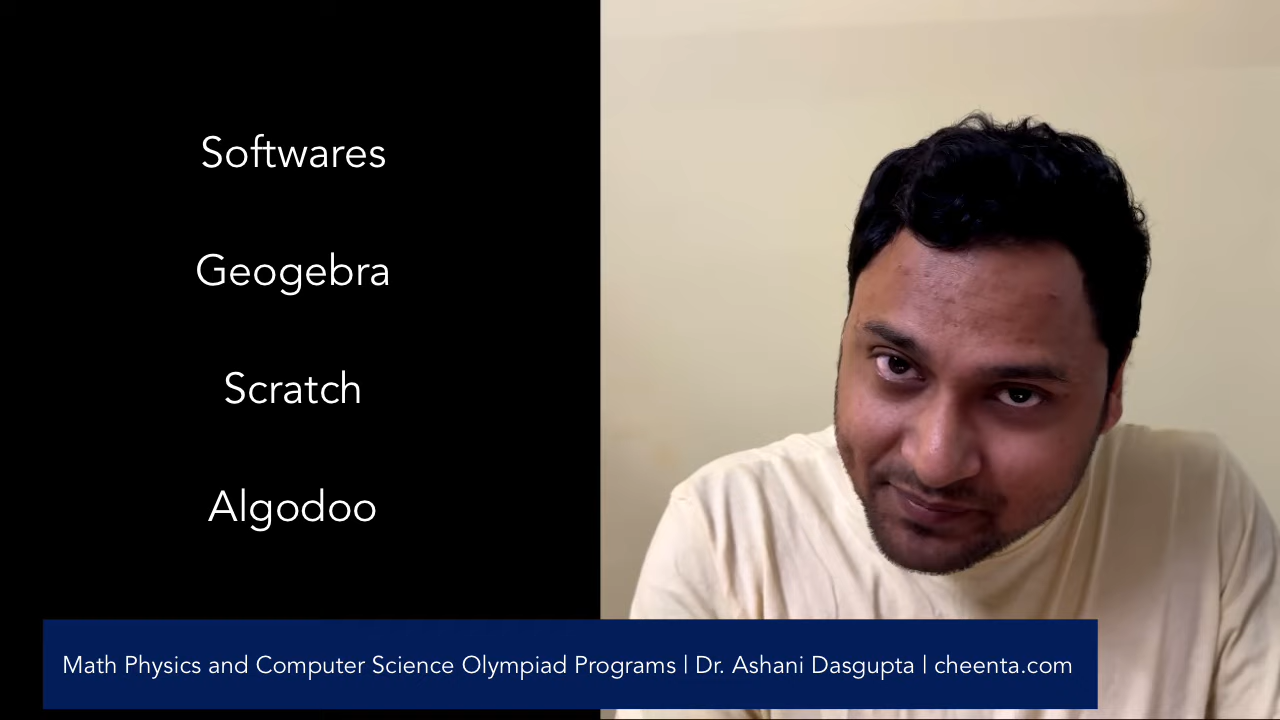 Softwares
Geogebra
Scratch
Algodoo
Math Physics and Computer Science Olympiad Programs | Dr. Ashani Dasgupta | cheenta.com